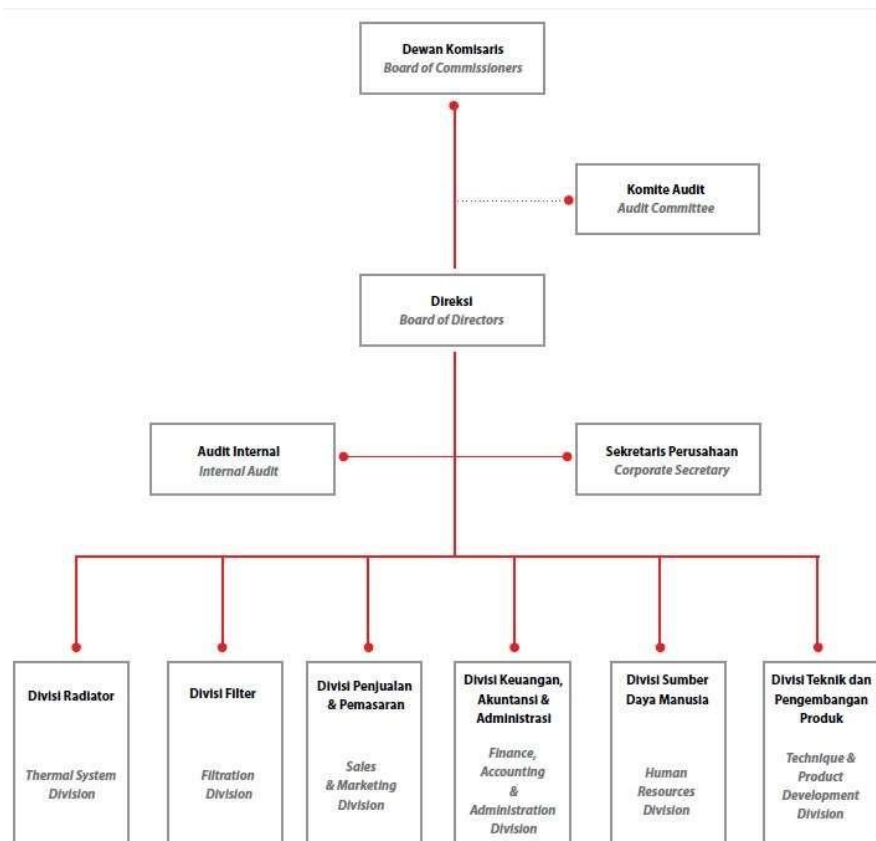 Dewan Komisaris
Board of Commissioners
Komite Audit
Audit Committee
Direksi
Board of Directors
Audit Internal
Internal Audit
Sekretaris Perusahaan
Corporate Secretary
Divisi Radiator
Thermal System
Division
Divisi Filter
Filtration
Division
Divisi Penjualan
& Pemasaran
Sales
& Marketing
Division
Divisi Keuangan,
Akuntansi &
Administrasi
Finance,
Accounting
&
Administration
Division
Divisi Sumber
Daya Manusia
Human
Resources
Division
Divisi Teknik dan
Pengembangan
Produk
Technique &
Product
Development
Division